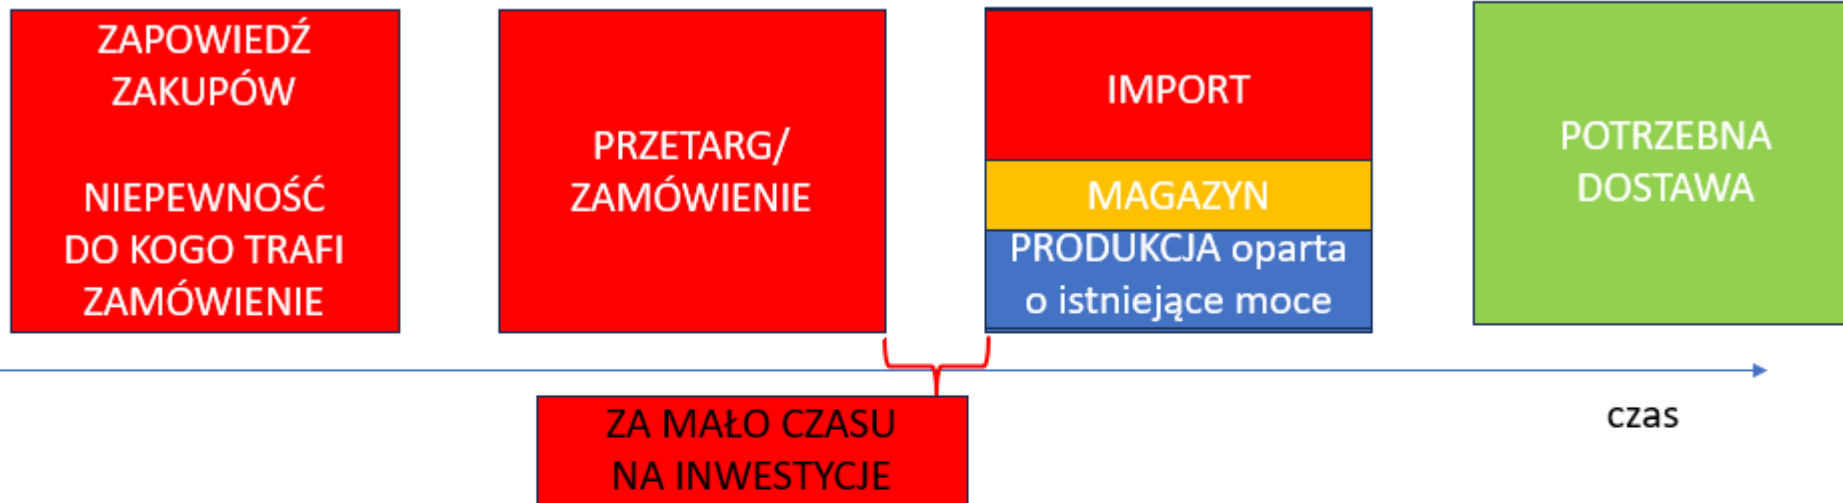 ZAPOWIEDŹ
ZAKUPÓW
NIEPEWNOŚĆ
DO KOGO TRAFI
ZAMÓWIENIE
PRZETARG/
ZAMÓWIENIE
IMPORT
MAGAZYN
PRODUKCJA oparta
o istniejące moce
POTRZEBNA
DOSTAWA
ZA MAŁO CZASU
NA INWESTYCJE
czas